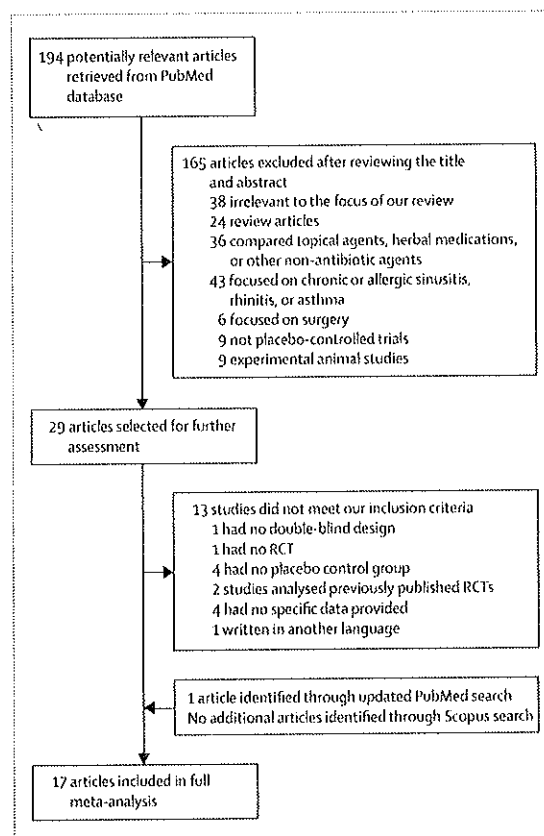 194 potentially relevant articles
retrieved from PubMed
database
165 articles excluded after reviewing the title
and abstract
38 irrelevant to the focus of our review
24 review articles
36 compared topical agents, herbal medications,
or other non-antibiotic agents
43 focused on chronic or allergic sinusitis,
rhinitis, or asthma
6 focused on surgery
9 not placebo-controlled trials
9 experimental animal studies
29 articles selected for further
assessment
13 studies did not meet our inclusion criteria
1 had no double-blind design
1 had no RCT
4 had no placebo control group
2 studies analysed previously published RCTs
4 had no specific data provided
1 written in another language
1 article identified through updated PubMed search
No additional articles identified through Scopus search
17 articles included in full
meta-analysis